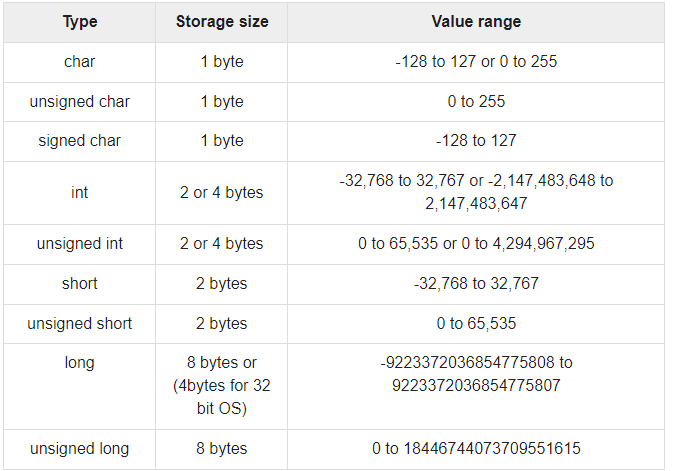 Type Storage size Value range
char 1 byte -128 to 127 or 0 to 255
unsigned char 1 byte 0 to 255
signed char 1 byte -128 to 127
int 2 or 4 bytes -32,768 to 32,767 or -2,147,483,648 to
2,147,483,647
unsigned int 2 or 4 bytes 0 to 65,535 or 0 to 4,294,967,295
short 2 bytes -32,768 to 32,767
unsigned short 2 bytes 0 to 65,535
long 8 bytes or -9223372036854775808 to
(4bytes for 32 9223372036854775807
bit OS)
unsigned long 8 bytes 0 to 18446744073709551615